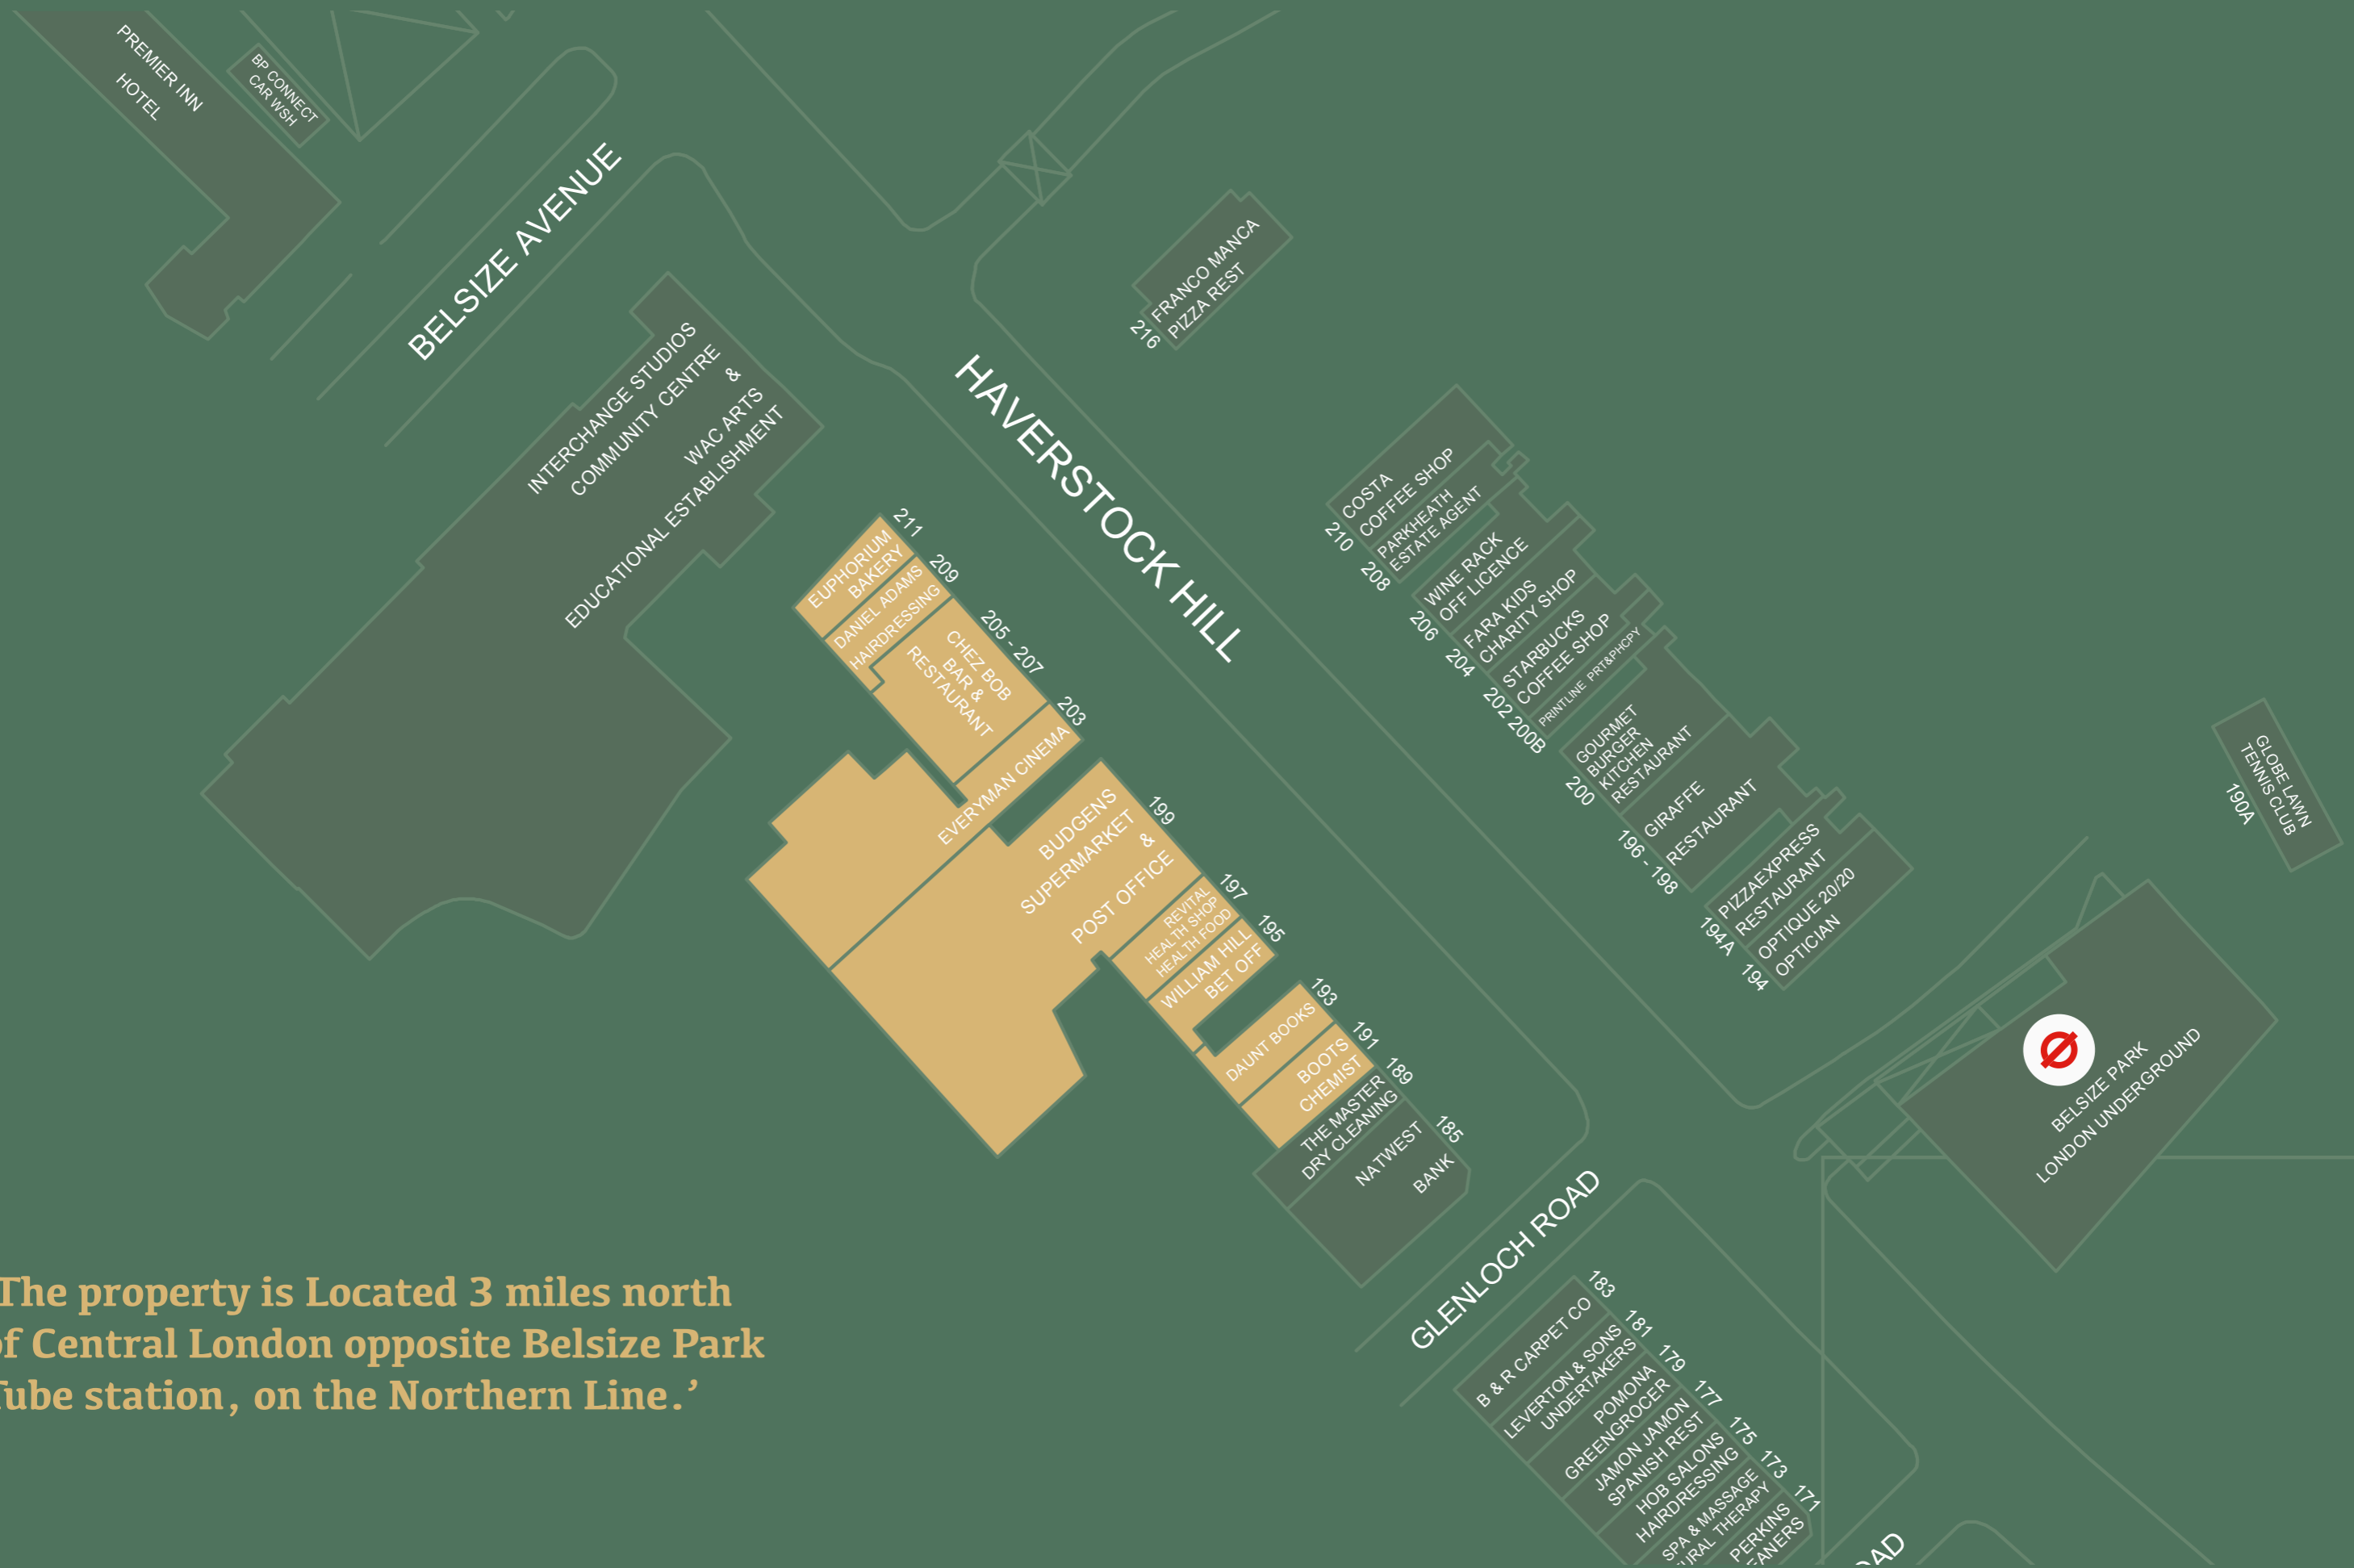 PREMIER INN
HOTEL
BP CONNECT
CAR WSH
BELSIZE AVENUE
INTERCHANGE STUDIOS
COMMUNITY CENTRE
&
WAC ARTS
EDUCATIONAL ESTABLISHMENT
HAVERSTOCK HILL
FRANCO MANCA
PIZZA REST
216
COSTA
COFFEE SHOP
210
PARKHEATH
ESTATE AGENT
208
WINE RACK
OFF LICENCE
206
FARA KIDS
CHARITY SHOP
204
STARBUCKS
COFFEE SHOP
202
PRINTLINE PRT&PHCPY
200B
GOURMET
BURGER
KITCHEN
RESTAURANT
200
GIRAFFE
RESTAURANT
196 - 198
PIZZAEXPRESS
RESTAURANT
194A
OPTIQUE 20/20
OPTICIAN
194
GLOBE LAWN
TENNIS CLUB
190A
BELSIZE PARK
LONDON UNDERGROUND
211
EUPHORIUM
BAKERY
209
DANIEL ADAMS
HAIRDRESSING
205 - 207
CHEZ BOB
BAR &
RESTAURANT
203
EVERYMAN CINEMA
199
BUDGENS
SUPERMARKET
&
POST OFFICE
197
REVITAL
HEALTH SHOP
HEALTH FOOD
195
WILLIAM HILL
BET OFF
193
DAUNT BOOKS
191
BOOTS
CHEMIST
189
THE MASTER
DRY CLEANING
185
NATWEST
BANK
GLENLOCH ROAD
183
B & R CARPET CO
181
LEVERTON & SONS
UNDERTAKERS
179
POMONA
GREENGROCER
177
JAMON JAMON
SPANISH REST
175
HOB SALONS
HAIRDRESSING
173
SPA & MASSAGE
URAL THERAPY
171
PERKINS
EANERS
OAD
The property is Located 3 miles north
of Central London opposite Belsize Park
Tube station, on the Northern Line.’